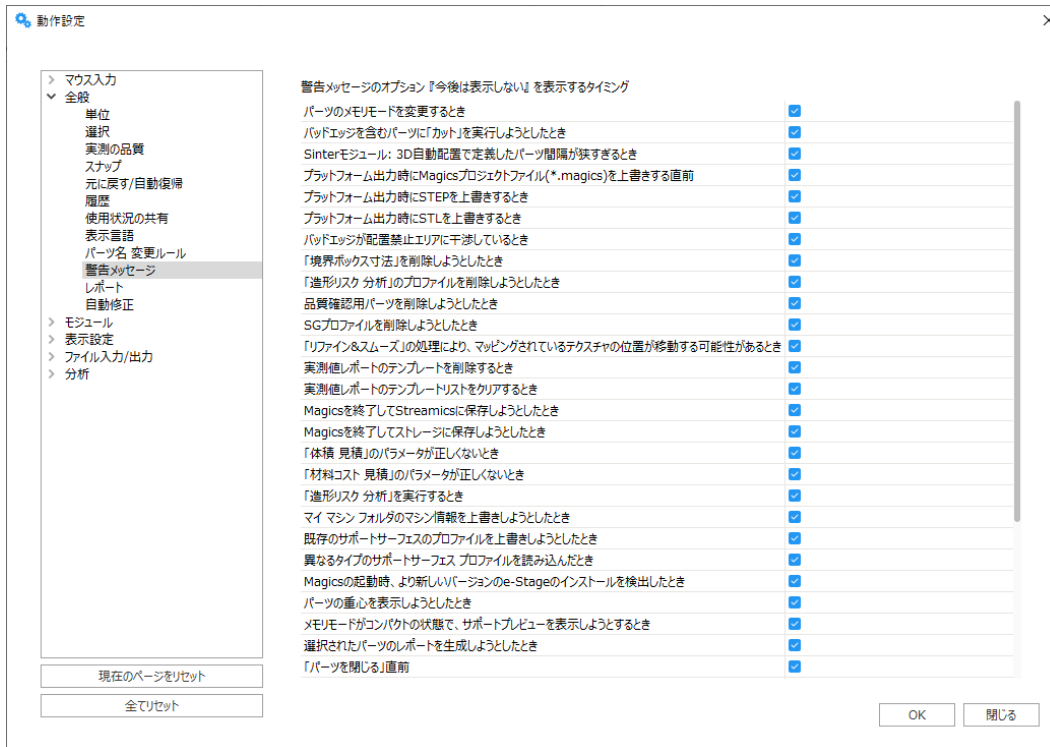 動作設定
マウス入力
全般
単位
選択
実測の品質
スナップ
元に戻す/自動復帰
履歴
使用状況の共有
表示言語
パーツ名 変更ルール
警告メッセージ
レポート
自動修正
モジュール
表示設定
ファイル入力/出力
分析
現在のページをリセット
全てリセット
警告メッセージのオプション『今後は表示しない』を表示するタイミング
パーツのメモリモードを変更するとき
バッドエッジを含むパーツに「カット」を実行しようとしたとき
Sinterモジュール: 3D自動配置で定義したパーツ間隔が狭すぎるとき
プラットフォーム出力時にMagicsプロジェクトファイル(*.magics)を上書きする直前
プラットフォーム出力時にSTEPを上書きするとき
プラットフォーム出力時にSTLを上書きするとき
バッドエッジが配置禁止エリアに干渉しているとき
「境界ボックス寸法」を削除しようとしたとき
「造形リスク 分析」のプロファイルを削除しようとしたとき
品質確認用パーツを削除しようとしたとき
SGプロファイルを削除しようとしたとき
「リファイン&スムーズ」の処理により、マッピングされているテクスチャの位置が移動する可能性があるとき
実測値レポートのテンプレートを削除するとき
実測値レポートのテンプレートリストをクリアするとき
Magicsを終了してStreamicsに保存しようとしたとき
Magicsを終了してストレージに保存しようとしたとき
「体積 見積」のパラメータが正しくないとき
「材料コスト 見積」のパラメータが正しくないとき
「造形リスク 分析」を実行するとき
マイ マシン フォルダのマシン情報を上書きしようとしたとき
既存のサポートサーフェスのプロファイルを上書きしようとしたとき
異なるタイプのサポートサーフェス プロファイルを読み込んだとき
Magicsの起動時、より新しいバージョンのe-Stageのインストールを検出したとき
パーツの重心を表示しようとしたとき
メモリモードがコンパクトの状態で、サポートプレビューを表示しようとするとき
選択されたパーツのレポートを生成しようとしたとき
「パーツを閉じる」直前
OK
閉じる